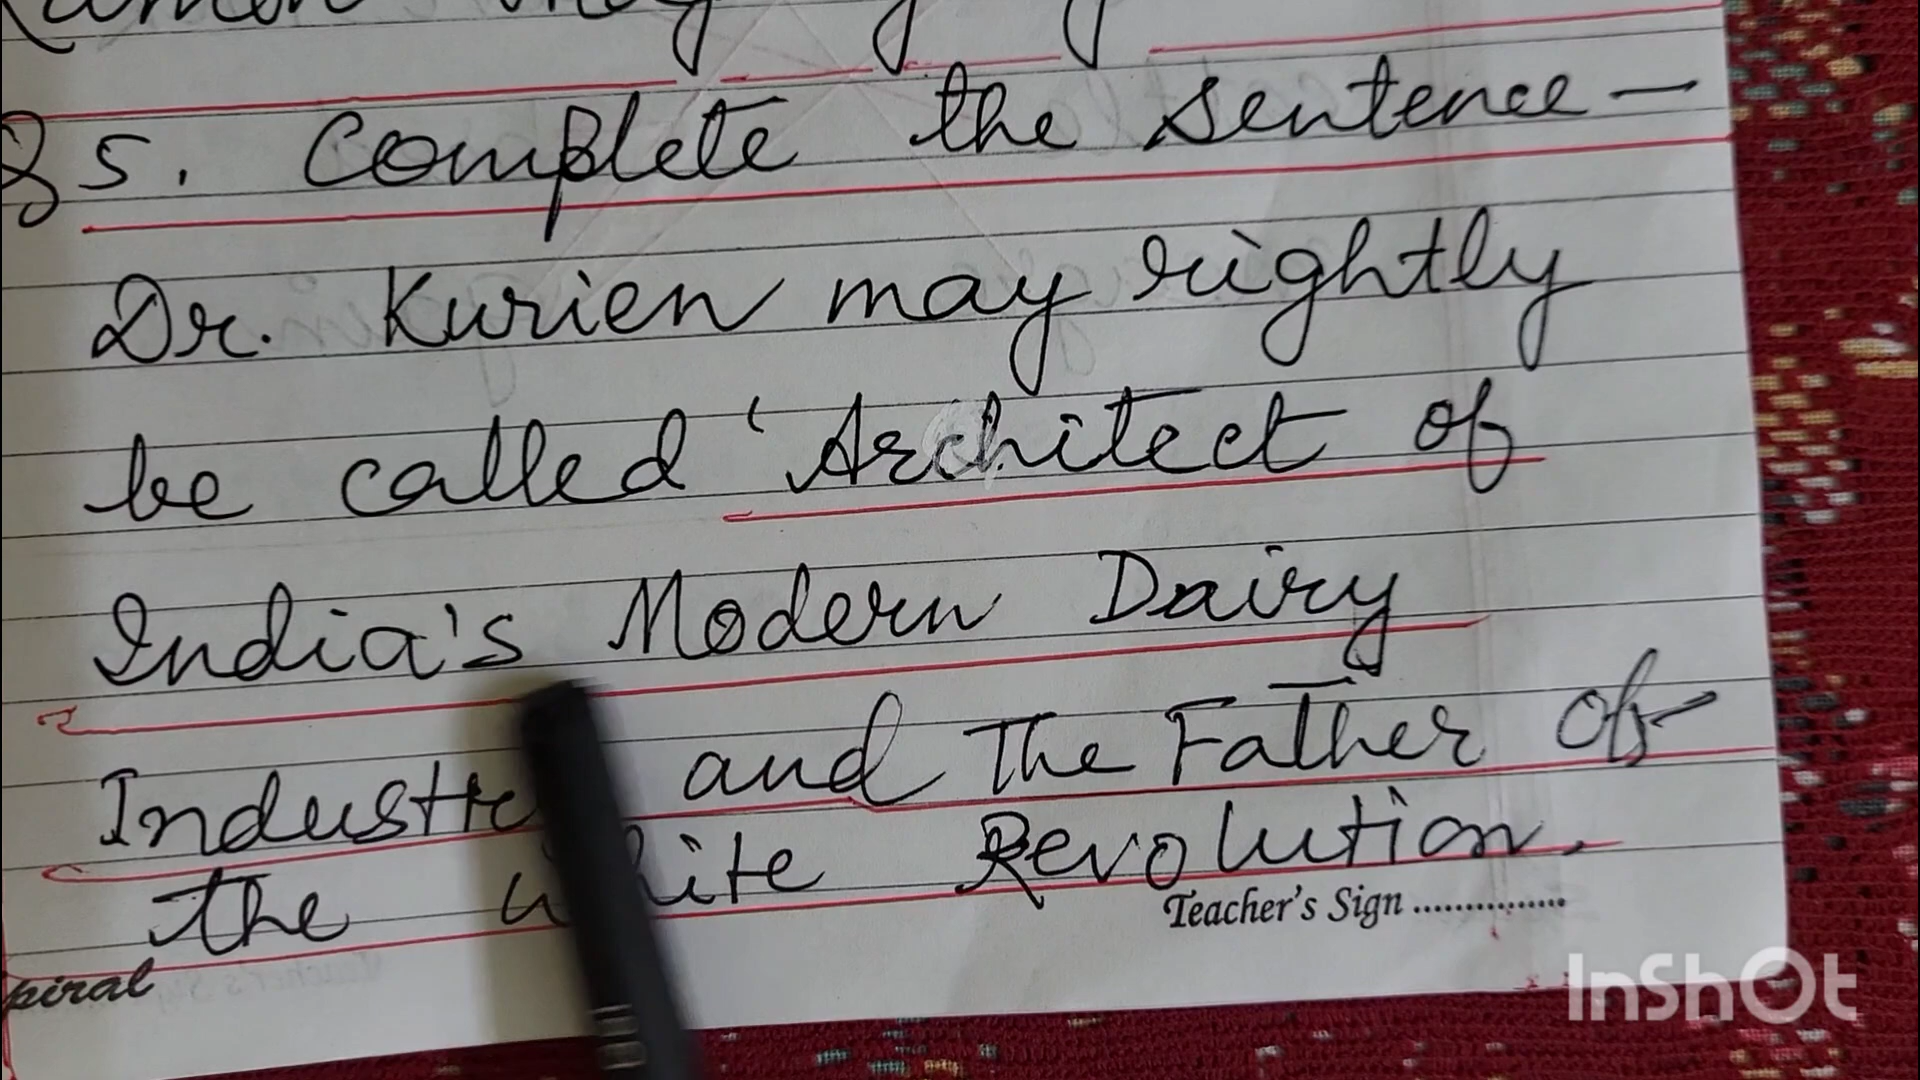 Q5. Complete the sentence –
Dr. Kurien may rightly
be called 'Architect of
India's Modern Dairy
and The Father of
the Revolution.
Teacher's Sign ...............
piral
InShOt